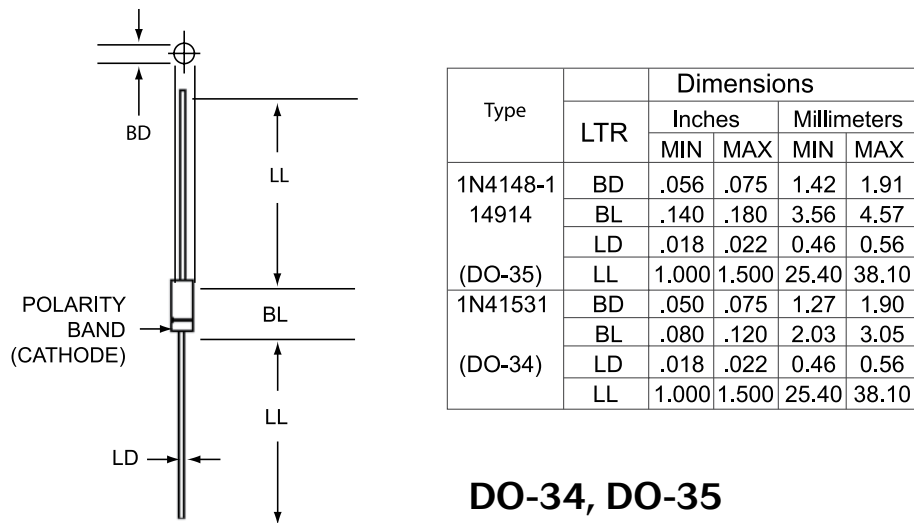 BD
LL
POLARITY
BAND
(CATHODE)
BL
LL
LD
Type LTR Dimensions
Inches Millimeters
MIN MAX MIN MAX
1N4148-1 BD .056 .075 1.42 1.91
14914 BL .140 .180 3.56 4.57
LD .018 .022 0.46 0.56
(DO-35) LL 1.000 1.500 25.40 38.10
1N41531 BD .050 .075 1.27 1.90
BL .080 .120 2.03 3.05
(DO-34) LD .018 .022 0.46 0.56
LL 1.000 1.500 25.40 38.10
DO-34, DO-35